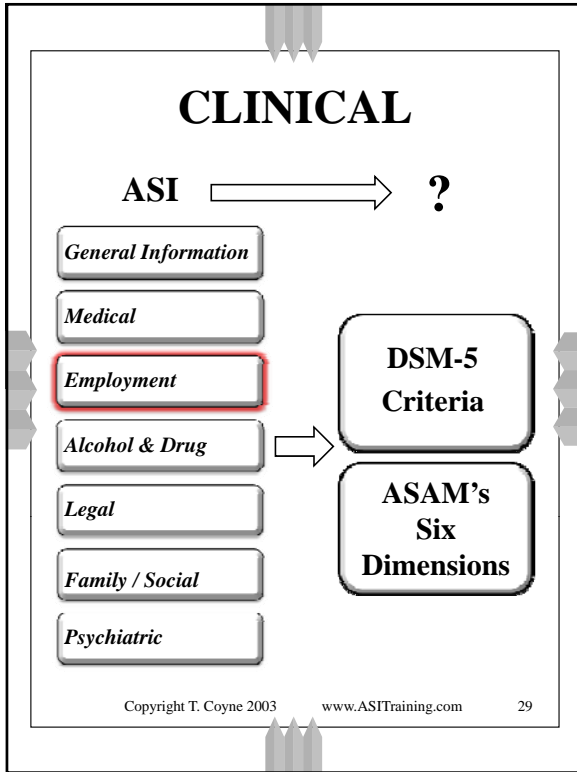 CLINICAL
ASI ?
General Information
Medical
Employment
Alcohol & Drug
Legal
Family / Social
Psychiatric
DSM-5
Criteria
ASAM’s
Six
Dimensions
Copyright T. Coyne 2003 www.ASITraining.com 29